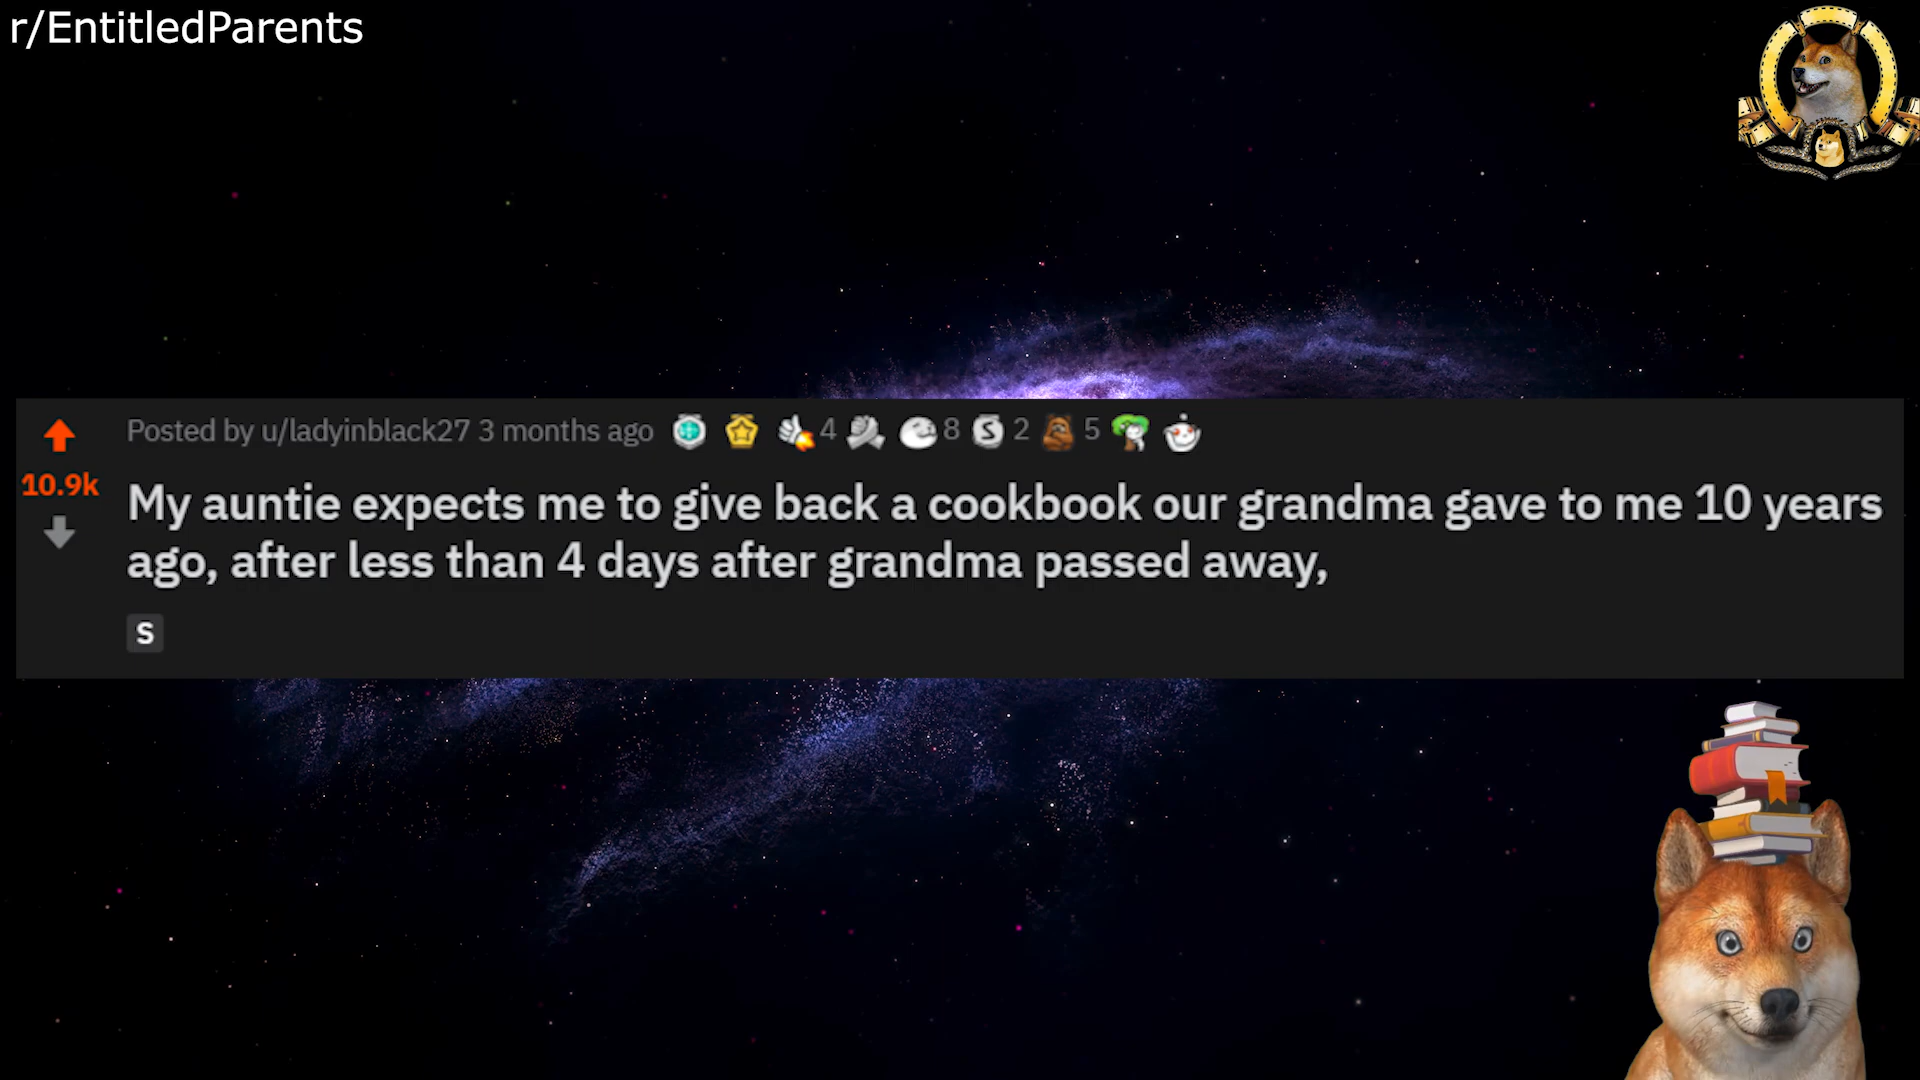 r/EntitledParents
Posted by u/ladyinblack27 3 months ago 4 8 S 2 5
10.9k
My auntie expects me to give back a cookbook our grandma gave to me 10 years
ago, after less than 4 days after grandma passed away,
S